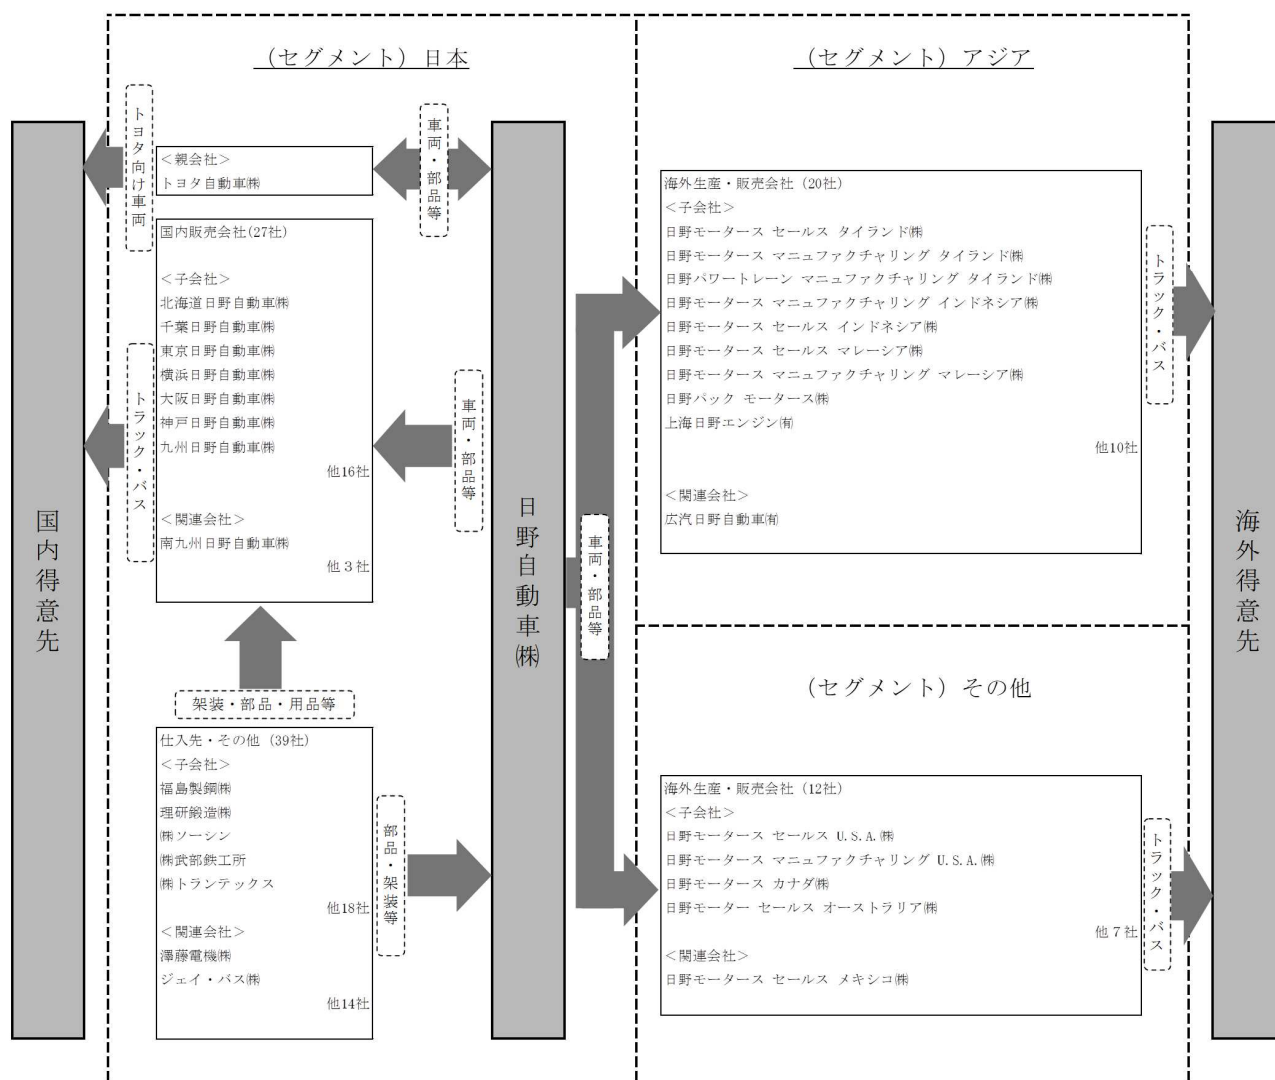 （セグメント）日本
（セグメント）アジア
トヨタ向け車両
車両・部品等
＜親会社＞
トヨタ自動車㈱
国内販売会社(27社)
＜子会社＞
北海道日野自動車㈱
千葉日野自動車㈱
東京日野自動車㈱
横浜日野自動車㈱
大阪日野自動車㈱
神戸日野自動車㈱
九州日野自動車㈱
他16社
＜関連会社＞
南九州日野自動車㈱
他３社
トラック・バス
車両・部品等
国内得意先
日野自動車㈱
架装・部品・用品等
仕入先・その他（39社）
＜子会社＞
福島製鋼㈱
理研鍛造㈱
㈱ソーシン
㈱武部鉄工所
㈱トランテックス
他18社
＜関連会社＞
澤藤電機㈱
ジェイ・バス㈱
他14社
部品・架装等
車両・部品等
海外生産・販売会社（20社）
＜子会社＞
日野モータース セールス タイランド㈱
日野モータース マニュファクチャリング タイランド㈱
日野パワートレーン マニュファクチャリング タイランド㈱
日野モータース マニュファクチャリング インドネシア㈱
日野モータース セールス インドネシア㈱
日野モータース セールス マレーシア㈱
日野モータース マニュファクチャリング マレーシア㈱
日野パック モータース㈱
上海日野エンジン㈲
他10社
＜関連会社＞
広汽日野自動車㈲
トラック・バス
海外得意先
（セグメント）その他
海外生産・販売会社（12社）
＜子会社＞
日野モータース セールス U.S.A.㈱
日野モータース マニュファクチャリング U.S.A.㈱
日野モータース カナダ㈱
日野モーター セールス オーストラリア㈱
他７社
＜関連会社＞
日野モータース セールス メキシコ㈱
トラック・バス